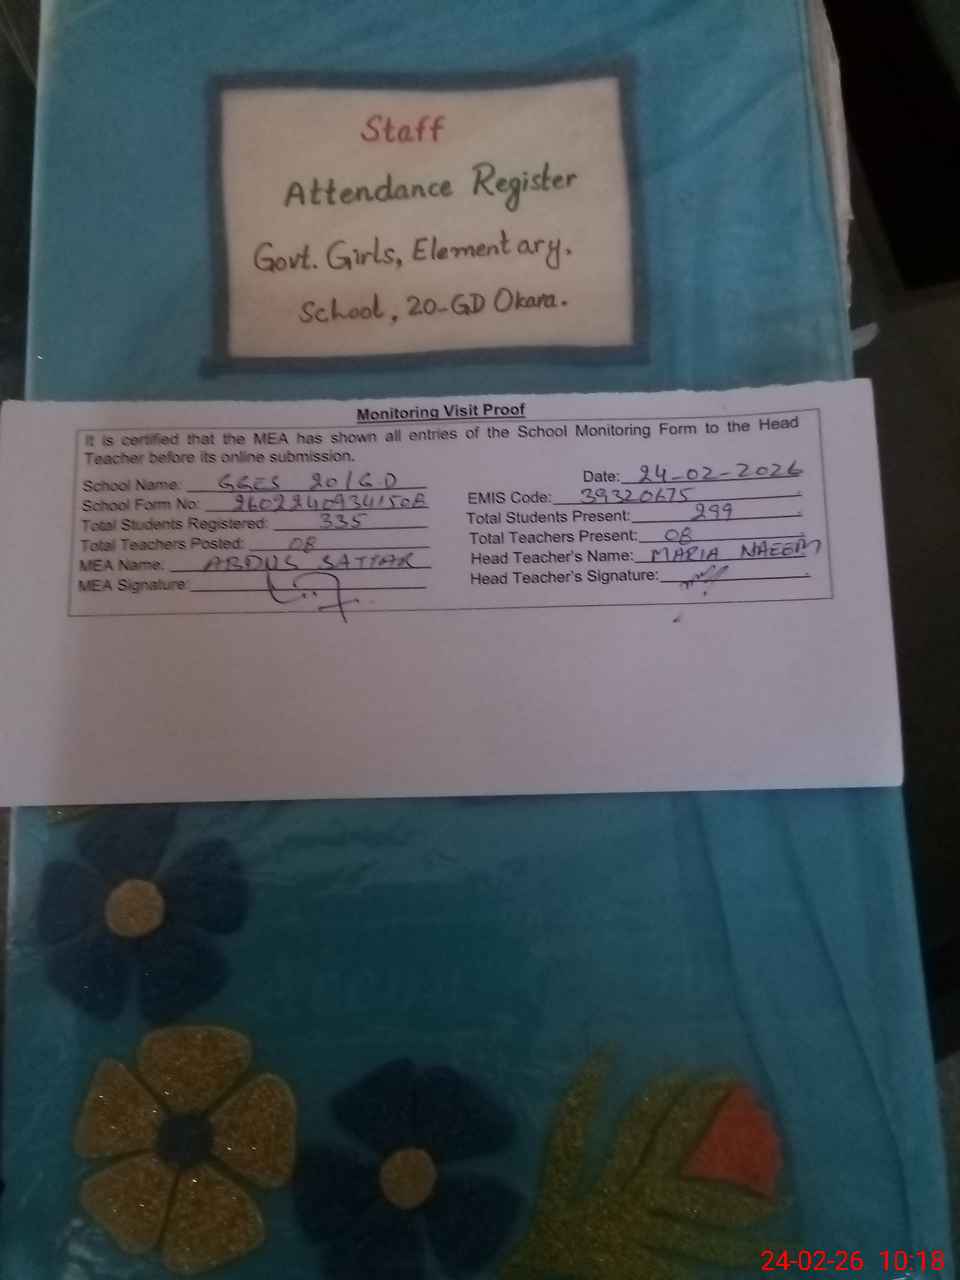 Staff
Attendance Register
Govt. Girls, Elementary.
School, 20-GD Okara.
Monitoring Visit Proof
It is certified that the MEA has shown all entries of the School Monitoring Form to the Head
Teacher before its online submission.
Date: 24-02-2026
School Name: GGES 20/G.D
School Form No:
EMIS Code: 39320675
Total Students Registered: 335
Total Students Present: 299
Total Teachers Posted: 08
Total Teachers Present: 08
MEA Name: ABDUS SATTAR
Head Teacher's Name: MARIA NAEEM
MEA Signature:
Head Teacher's Signature:
24-02-26 10:18